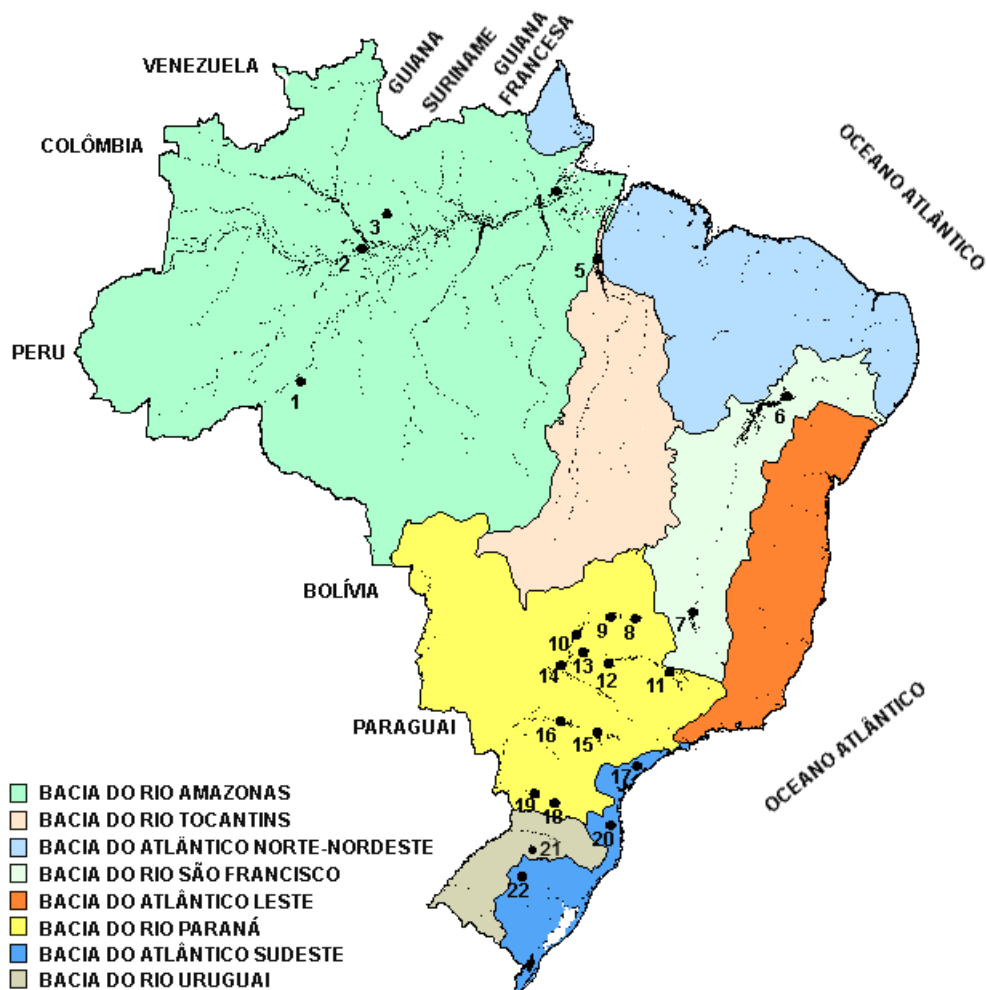 VENEZUELA
GUIANA
SURINAME
GUIANA
FRANCESA
COLÔMBIA
OCEANO ATLÂNTICO
3
4
2
5
PERU
1
6
BOLÍVIA
7
9
8
10
13
14
12
11
PARAGUAI
16
15
OCEANO ATLÂNTICO
17
19
18
20
21
22
BACIA DO RIO AMAZONAS
BACIA DO RIO TOCANTINS
BACIA DO ATLÂNTICO NORTE-NORDESTE
BACIA DO RIO SÃO FRANCISCO
BACIA DO ATLÂNTICO LESTE
BACIA DO RIO PARANÁ
BACIA DO ATLÂNTICO SUDESTE
BACIA DO RIO URUGUAI